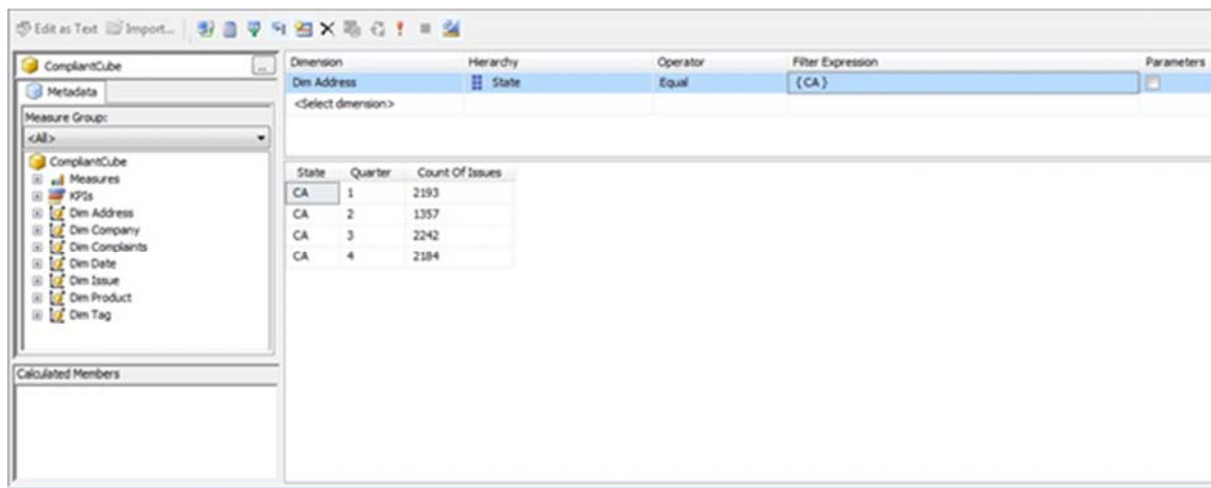 Edit as Text Import...
CompliantCube ..
Metadata
Measure Group:
<All>
CompliantCube
Measures
KPIs
Dim Address
Dim Company
Dim Complaints
Dim Date
Dim Issue
Dim Product
Dim Tag
Calculated Members
Dimension Hierarchy Operator Filter Expression Parameters
Dim Address State Equal { CA }
<Select dimension>
State Quarter Count Of Issues
CA 1 2193
CA 2 1357
CA 3 2242
CA 4 2184